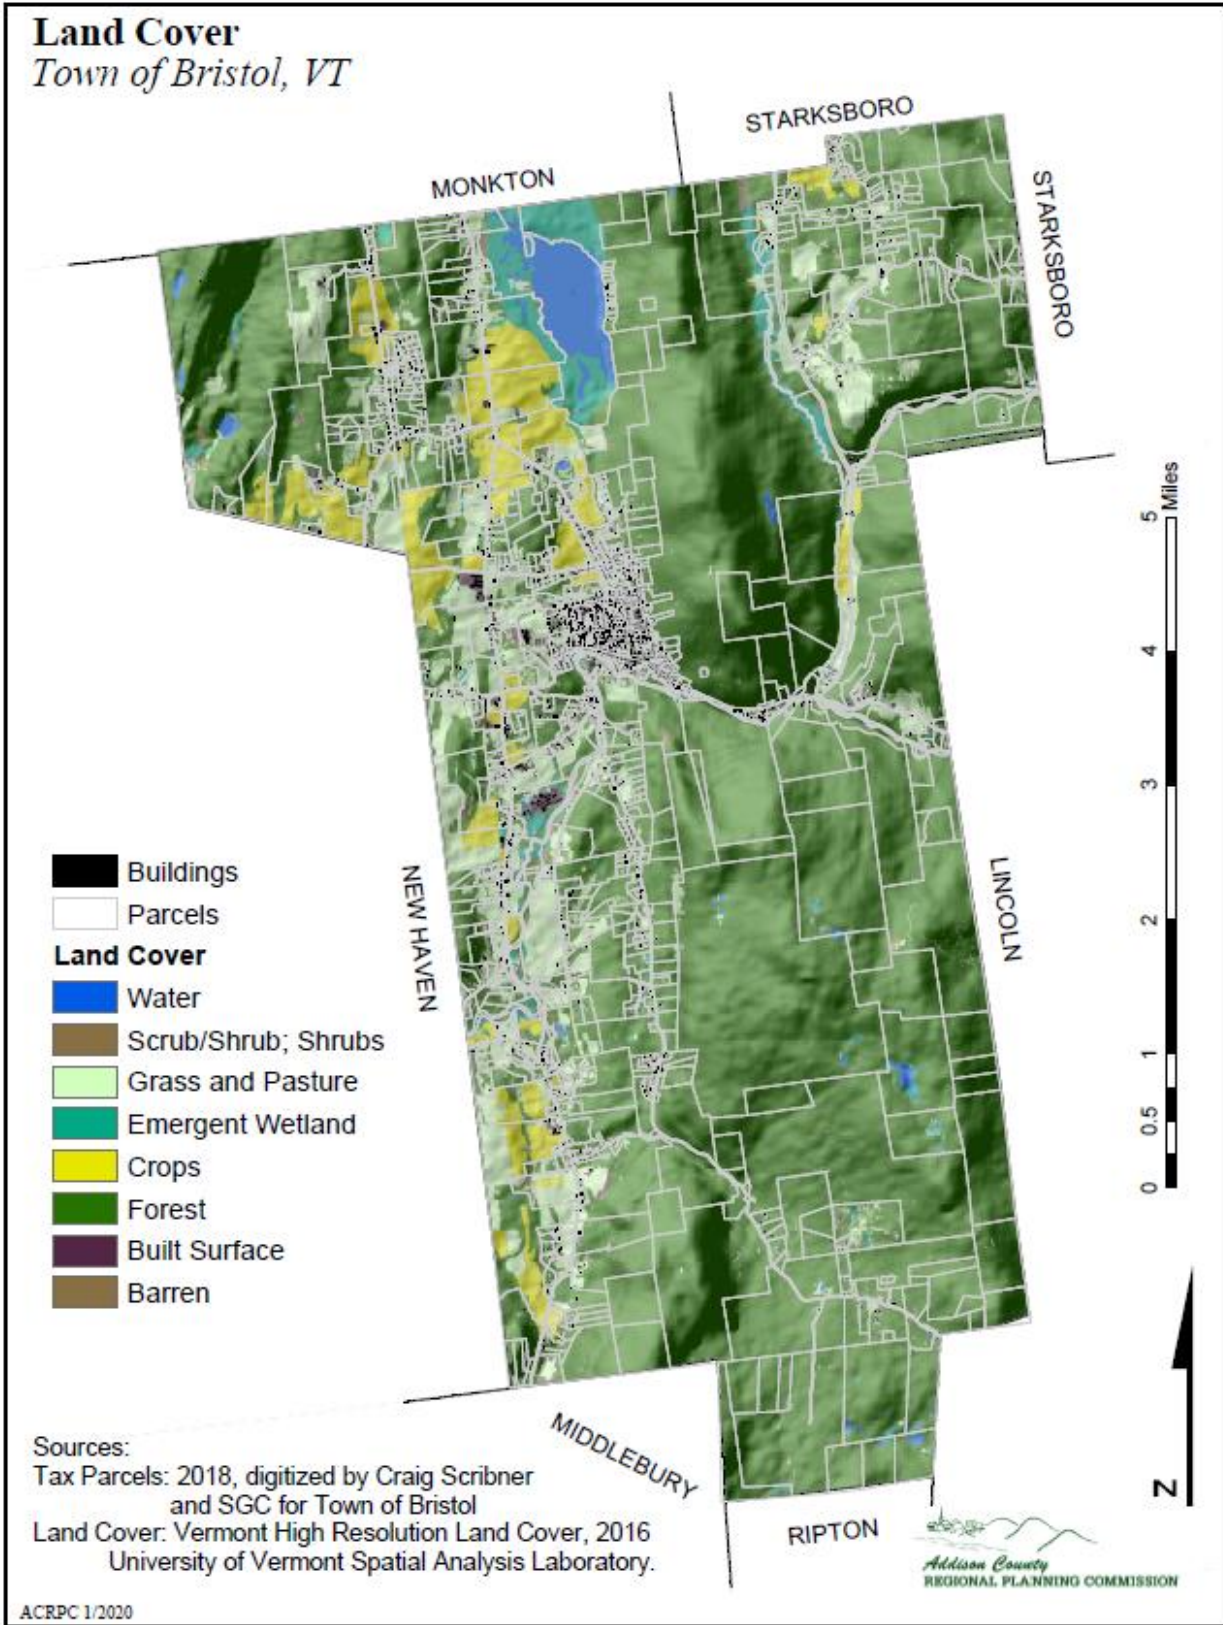 Land Cover
Town of Bristol, VT
STARKSBORO
MONKTON
STARKSBORO
5 Miles
4
3
2
1
0.5
0
Buildings
Parcels
Land Cover
Water
Scrub/Shrub; Shrubs
Grass and Pasture
Emergent Wetland
Crops
Forest
Built Surface
Barren
NEW HAVEN
LINCOLN
MIDDLEBURY
RIPTON
N
Sources:
Tax Parcels: 2018, digitized by Craig Scribner
and SGC for Town of Bristol
Land Cover: Vermont High Resolution Land Cover, 2016
University of Vermont Spatial Analysis Laboratory.
Addison County
REGIONAL PLANNING COMMISSION
ACRPC 1/2020